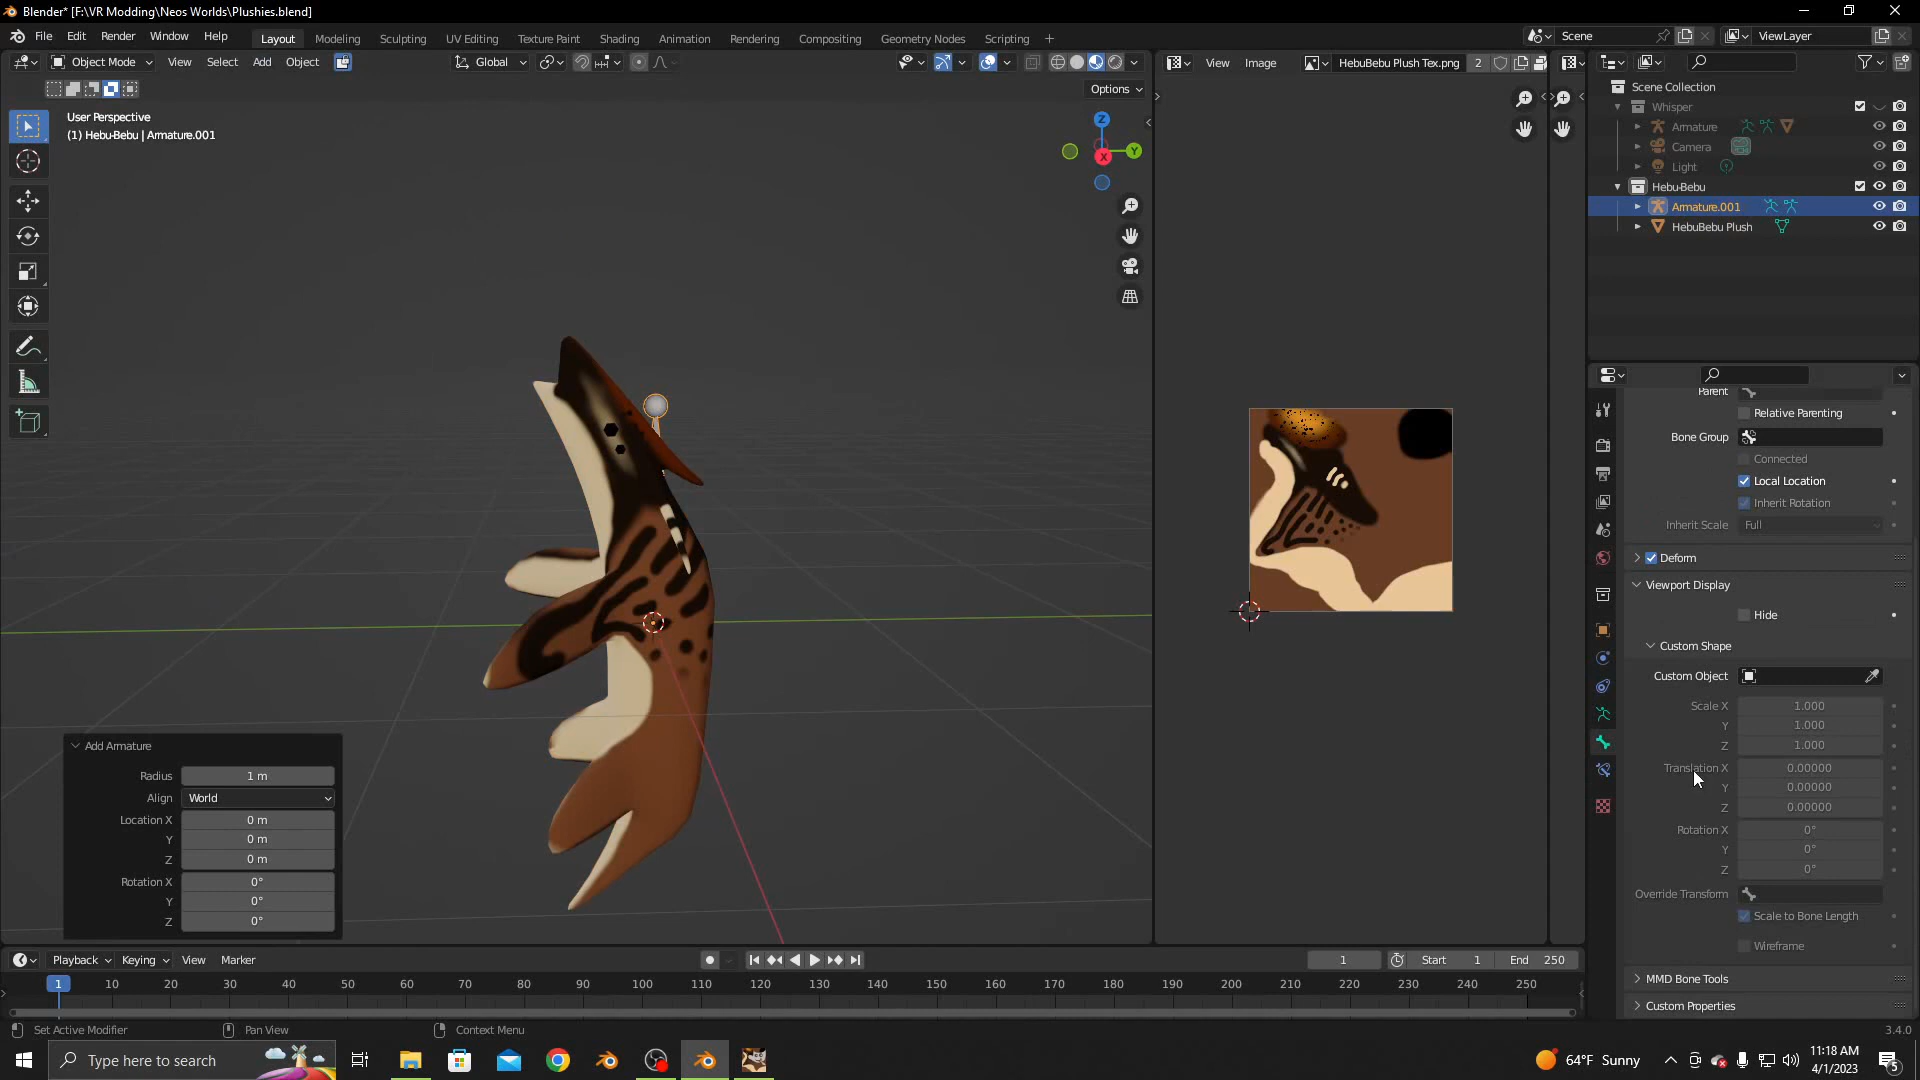 Blender* [F:\VR Modding\Neos Worlds\Plushies.blend]
File Edit Render Window Help
Layout Modeling Sculpting UV Editing Texture Paint Shading Animation Rendering Compositing Geometry Nodes Scripting
Scene
ViewLayer
Object Mode View Select Add Object
Global
View Image
HebuBebu Plush Tex.png 2
Options
User Perspective
(1) Hebu-Bebu | Armature.001
Z
Y
X
Scene Collection
Whisper
Armature
Camera
Light
Hebu-Bebu
Armature.001
HebuBebu Plush
Parent
Relative Parenting
Bone Group
Connected
Local Location
Inherit Rotation
Inherit Scale Full
Deform
Viewport Display
Hide
Custom Shape
Custom Object
Scale X 1.000
Y 1.000
Z 1.000
Translation X 0.00000
Y 0.00000
Z 0.00000
Rotation X 0°
Y 0°
Z 0°
Override Transform
Scale to Bone Length
Wireframe
MMD Bone Tools
Custom Properties
Add Armature
Radius 1 m
Align World
Location X 0 m
Y 0 m
Z 0 m
Rotation X 0°
Y 0°
Z 0°
Playback Keying View Marker
1
Start 1 End 250
1 10 20 30 40 50 60 70 80 90 100 110 120 130 140 150 160 170 180 190 200 210 220 230 240 250
Set Active Modifier Pan View Context Menu
3.4.0
Type here to search
64°F Sunny
11:18 AM
4/1/2023
5